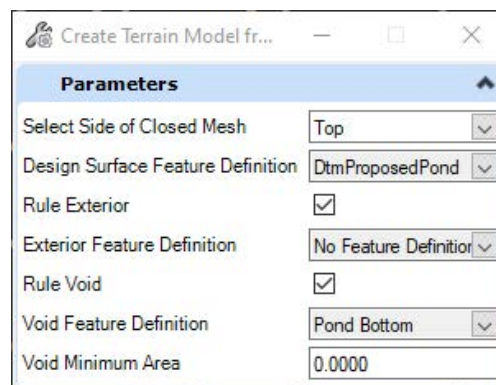 Create Terrain Model fr...
Parameters
Select Side of Closed Mesh Top
Design Surface Feature Definition DtmProposedPond
Rule Exterior
Exterior Feature Definition No Feature Definition
Rule Void
Void Feature Definition Pond Bottom
Void Minimum Area 0.0000